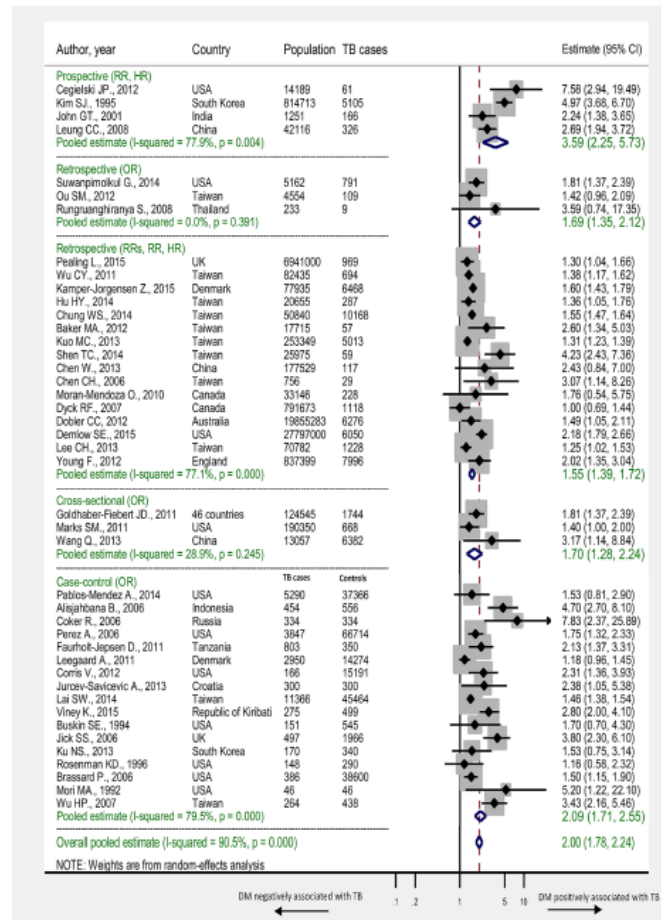 Author, year Country Population TB cases Estimate (95% CI)
Prospective (RR, HR)
Cegielski JP., 2012 USA 14189 61 7.58 (2.94, 19.49)
Kim SJ., 1995 South Korea 814713 5105 4.97 (3.68, 6.70)
John GT., 2001 India 1251 166 2.24 (1.38, 3.65)
Leung CC., 2008 China 42116 326 2.69 (1.94, 3.72)
Pooled estimate (I-squared = 77.9%, p = 0.004) 3.59 (2.25, 5.73)
Retrospective (OR)
Suwanpimolkul G., 2014 USA 5162 791 1.81 (1.37, 2.39)
Ou SM., 2012 Taiwan 4554 109 1.42 (0.96, 2.09)
Rungruanghiranya S., 2008 Thailand 233 9 3.59 (0.74, 17.35)
Pooled estimate (I-squared = 0.0%, p = 0.391) 1.69 (1.35, 2.12)
Retrospective (RRs, RR, HR)
Pealing L., 2015 UK 6941000 969 1.30 (1.04, 1.66)
Wu CY., 2011 Taiwan 82435 694 1.38 (1.17, 1.62)
Kamper-Jorgensen Z., 2015 Denmark 77935 6468 1.60 (1.43, 1.79)
Hu HY., 2014 Taiwan 20655 287 1.36 (1.05, 1.76)
Chung WS., 2014 Taiwan 50840 10168 1.55 (1.47, 1.64)
Baker MA., 2012 Taiwan 17715 57 2.60 (1.34, 5.03)
Kuo MC., 2013 Taiwan 253349 5013 1.31 (1.23, 1.39)
Shen TC., 2014 Taiwan 25975 59 4.23 (2.43, 7.36)
Chen W., 2013 China 177529 117 2.43 (0.84, 7.00)
Chen CH., 2006 Taiwan 756 29 3.07 (1.14, 8.26)
Moran-Mendoza O., 2010 Canada 33146 228 1.76 (0.54, 5.75)
Dyck RF., 2007 Canada 791673 1118 1.00 (0.69, 1.44)
Dobler CC, 2012 Australia 19855283 6276 1.49 (1.05, 2.11)
Demlow SE., 2015 USA 27797000 6050 2.18 (1.79, 2.66)
Lee CH., 2013 Taiwan 70782 1228 1.25 (1.02, 1.53)
Young F., 2012 England 837399 7996 2.02 (1.35, 3.04)
Pooled estimate (I-squared = 77.1%, p = 0.000) 1.55 (1.39, 1.72)
Cross-sectional (OR)
Goldhaber-Fiebert JD., 2011 46 countries 124545 1744 1.81 (1.37, 2.39)
Marks SM., 2011 USA 190350 668 1.40 (1.00, 2.00)
Wang Q., 2013 China 13057 6382 3.17 (1.14, 8.84)
Pooled estimate (I-squared = 28.9%, p = 0.245) 1.70 (1.28, 2.24)
TB cases Controls
Case-control (OR)
Pablos-Mendez A., 2014 USA 5290 37366 1.53 (0.81, 2.90)
Alisjahbana B., 2006 Indonesia 454 556 4.70 (2.70, 8.10)
Coker R., 2006 Russia 334 334 7.83 (2.37, 25.89)
Perez A., 2006 USA 3847 66714 1.75 (1.32, 2.33)
Faurholt-Jepsen D., 2011 Tanzania 803 350 2.13 (1.37, 3.31)
Leegaard A., 2011 Denmark 2950 14274 1.18 (0.96, 1.45)
Corris V., 2012 USA 166 15191 2.31 (1.36, 3.93)
Jurcev-Savicevic A., 2013 Croatia 300 300 2.38 (1.05, 5.38)
Lai SW., 2014 Taiwan 11366 45464 1.46 (1.38, 1.54)
Viney K., 2015 Republic of Kiribati 275 499 2.80 (2.00, 4.10)
Buskin SE., 1994 USA 151 545 1.70 (0.70, 4.30)
Jick SS., 2006 UK 497 1966 3.80 (2.30, 6.10)
Ku NS., 2013 South Korea 170 340 1.53 (0.75, 3.14)
Rosenman KD., 1996 USA 148 290 1.16 (0.58, 2.32)
Brassard P., 2006 USA 386 38600 1.50 (1.15, 1.90)
Mori MA., 1992 USA 46 46 5.20 (1.22, 22.10)
Wu HP., 2007 Taiwan 264 438 3.43 (2.16, 5.46)
Pooled estimate (I-squared = 79.5%, p = 0.000) 2.09 (1.71, 2.55)
Overall pooled estimate (I-squared = 90.5%, p = 0.000) 2.00 (1.78, 2.24)
NOTE: Weights are from random-effects analysis
.1 .2 1 5 10
DM negatively associated with TB DM positively associated with TB